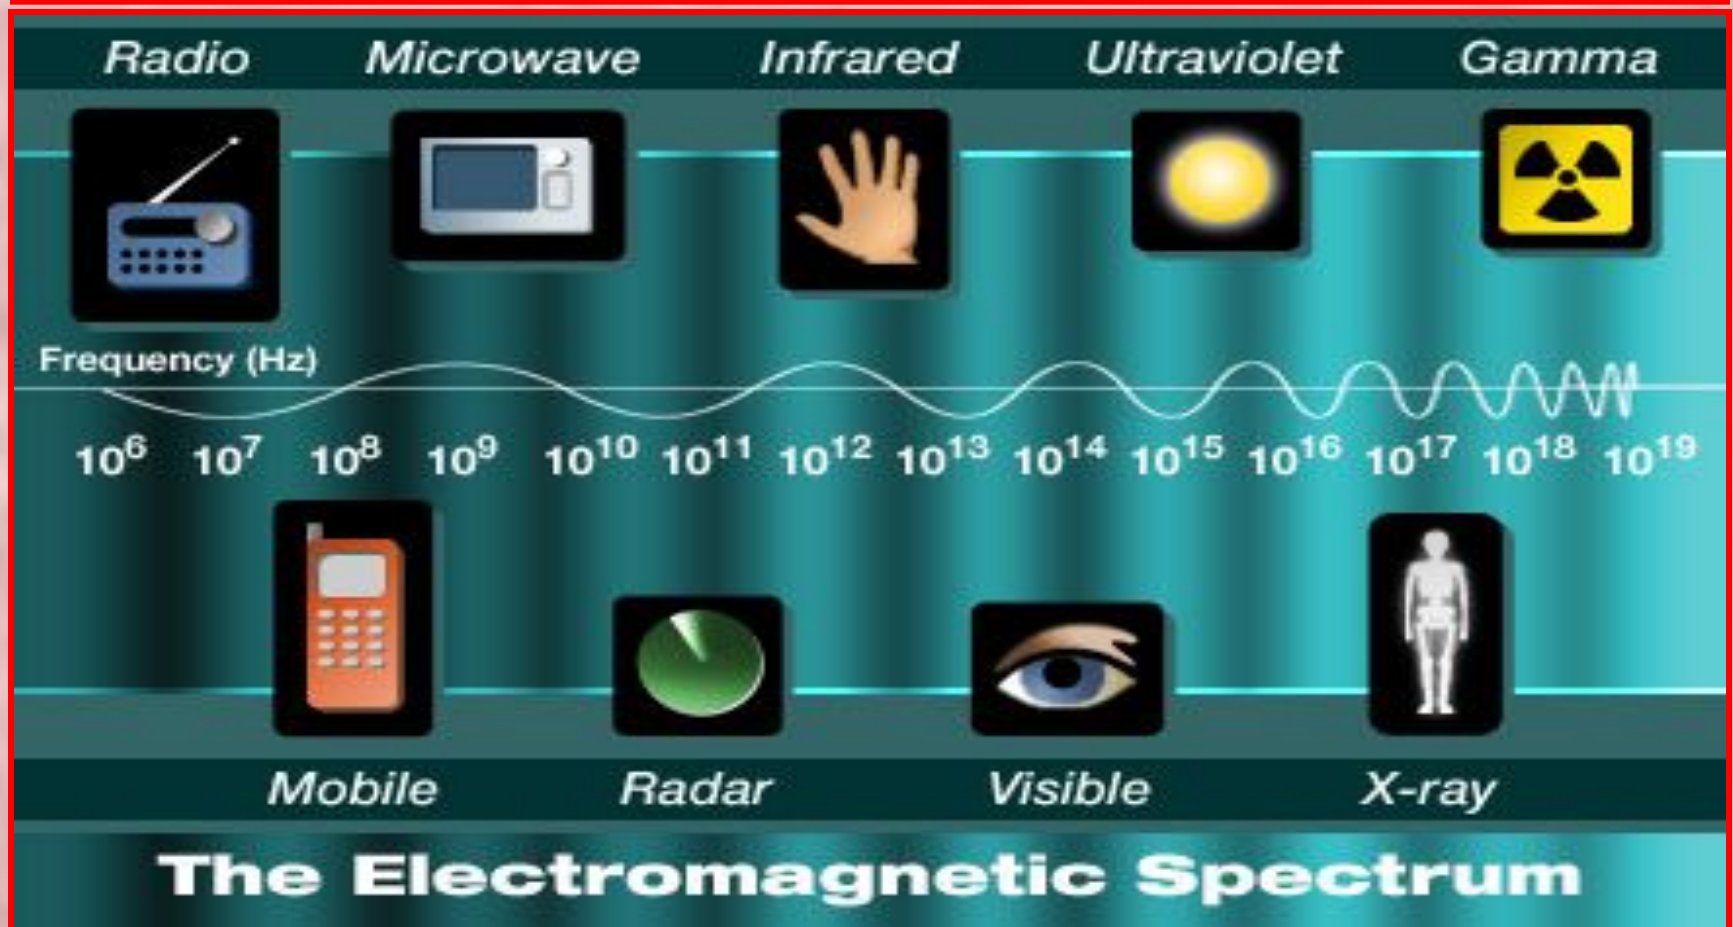 Radio Microwave Infrared Ultraviolet Gamma
Frequency (Hz)
10⁶ 10⁷ 10⁸ 10⁹ 10¹⁰ 10¹¹ 10¹² 10¹³ 10¹⁴ 10¹⁵ 10¹⁶ 10¹⁷ 10¹⁸ 10¹⁹
Mobile Radar Visible X-ray
The Electromagnetic Spectrum